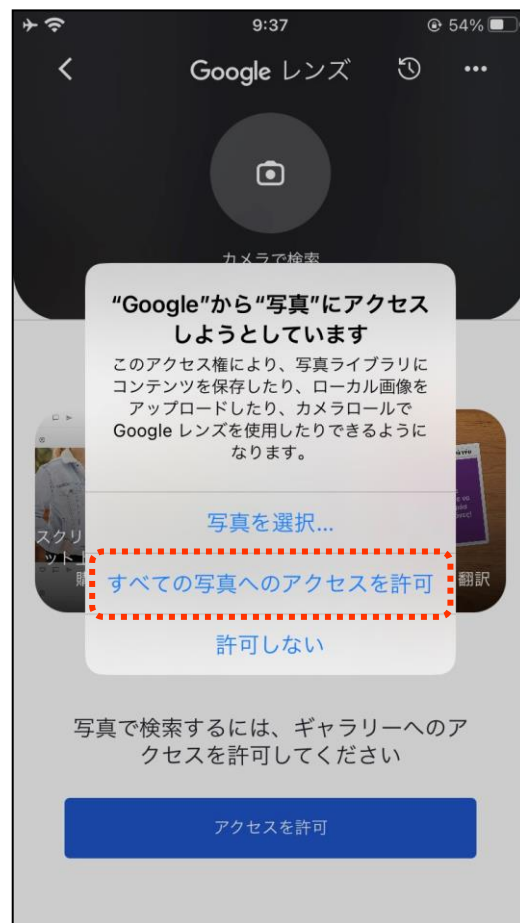 9:37
54%
Google レンズ
カメラで検索
“Google”から“写真”にアクセス
しようとしています
このアクセス権により、写真ライブラリに
コンテンツを保存したり、ローカル画像を
アップロードしたり、カメラロールで
Google レンズを使用したりできるように
なります。
写真を選択...
スクリ
ット上
すべての写真へのアクセスを許可
翻訳
許可しない
写真で検索するには、ギャラリーへのア
クセスを許可してください
アクセスを許可